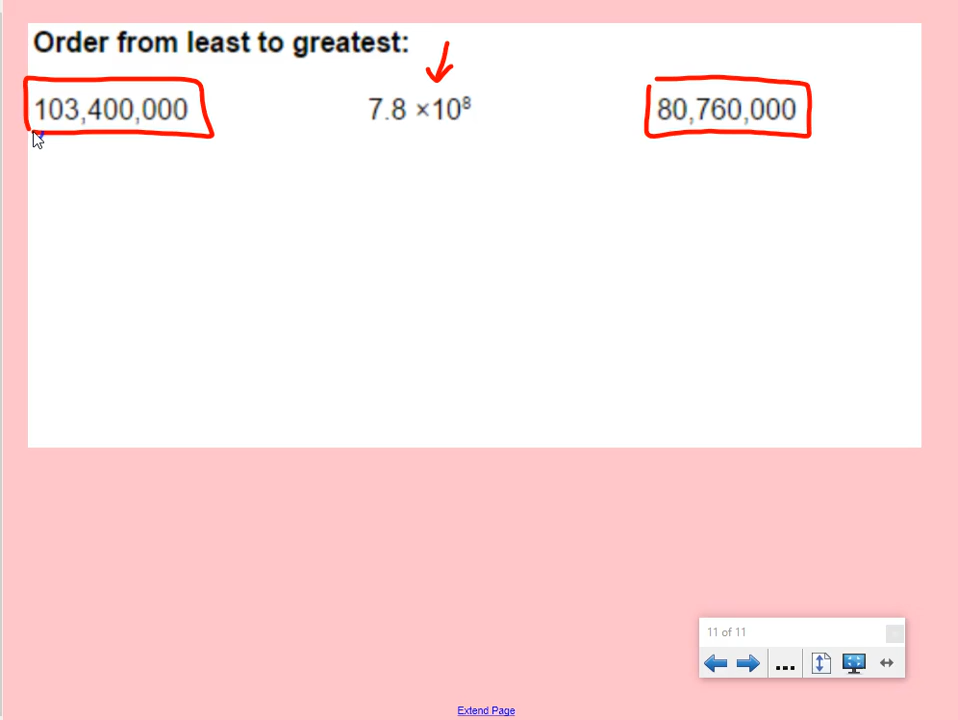 Order from least to greatest:
103,400,000 7.8 ×10⁸ 80,760,000
11 of 11
...
Extend Page